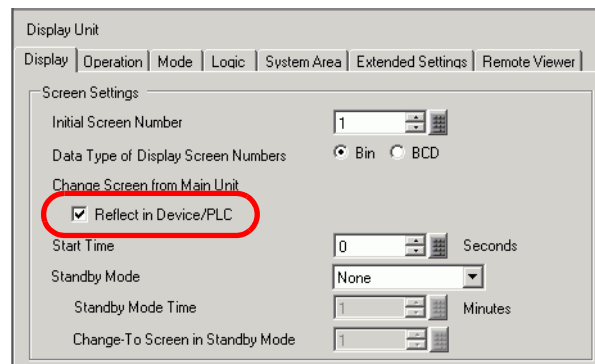 Display Unit
Display Operation Mode Logic System Area Extended Settings Remote Viewer
Screen Settings
Initial Screen Number 1
Data Type of Display Screen Numbers Bin BCD
Change Screen from Main Unit
Reflect in Device/PLC
Start Time 0 Seconds
Standby Mode None
Standby Mode Time 1 Minutes
Change-To Screen in Standby Mode 1